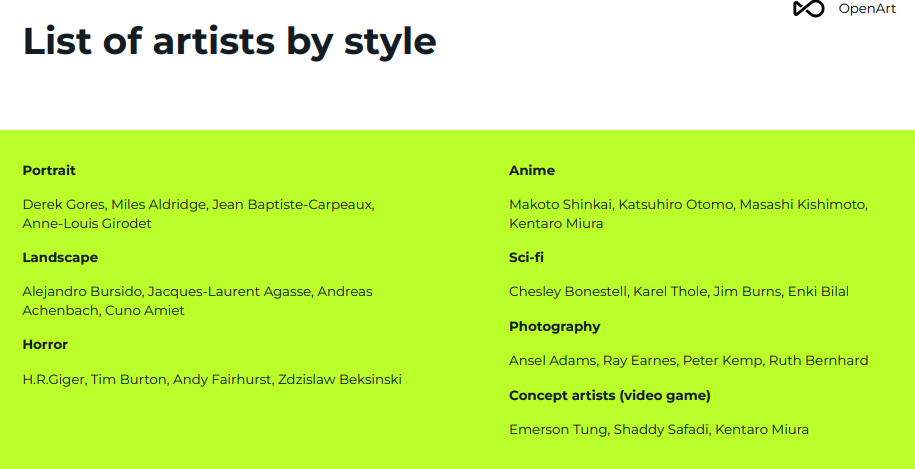 OpenArt
List of artists by style
Portrait
Derek Gores, Miles Aldridge, Jean Baptiste-Carpeaux,
Anne-Louis Girodet
Landscape
Alejandro Bursido, Jacques-Laurent Agasse, Andreas
Achenbach, Cuno Amiet
Horror
H.R.Giger, Tim Burton, Andy Fairhurst, Zdzislaw Beksinski
Anime
Makoto Shinkai, Katsuhiro Otomo, Masashi Kishimoto,
Kentaro Miura
Sci-fi
Chesley Bonestell, Karel Thole, Jim Burns, Enki Bilal
Photography
Ansel Adams, Ray Earnes, Peter Kemp, Ruth Bernhard
Concept artists (video game)
Emerson Tung, Shaddy Safadi, Kentaro Miura